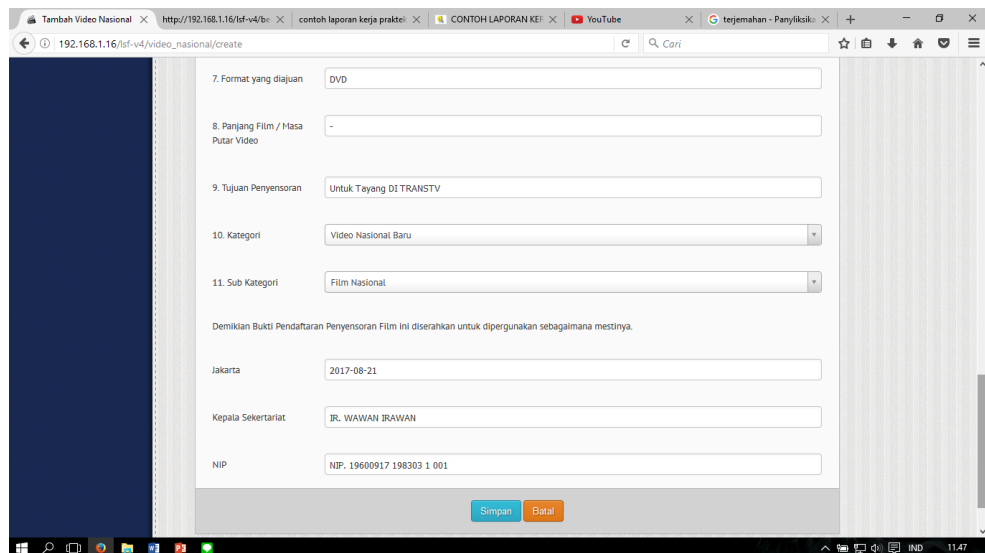 Tambah Video Nasional
http://192.168.1.16/lsf-v4/be
contoh laporan kerja praktek
CONTOH LAPORAN KER
YouTube
terjemahan - Panyliksika
192.168.1.16/lsf-v4/video_nasional/create
Cari
7. Format yang diajuan
DVD
8. Panjang Film / Masa
Putar Video
-
9. Tujuan Penyensoran
Untuk Tayang DI TRANSTV
10. Kategori
Video Nasional Baru
11. Sub Kategori
Film Nasional
Demikian Bukti Pendaftaran Penyensoran Film ini diserahkan untuk dipergunakan sebagaimana mestinya.
Jakarta
2017-08-21
Kepala Sekertariat
IR. WAWAN IRAWAN
NIP
NIP. 19600917 198303 1 001
Simpan
Batal
IND
11.47